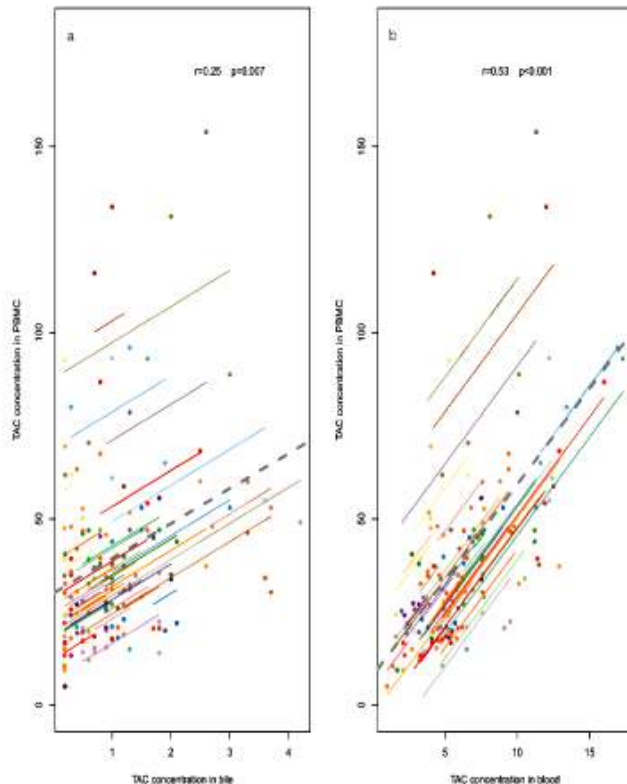 a
r=0.25 p=0.007
TAC concentration in PBMC
0
50
100
150
1
2
3
4
TAC concentration in bile
b
r=0.53 p<0.001
TAC concentration in PBMC
0
50
100
150
5
10
15
TAC concentration in blood